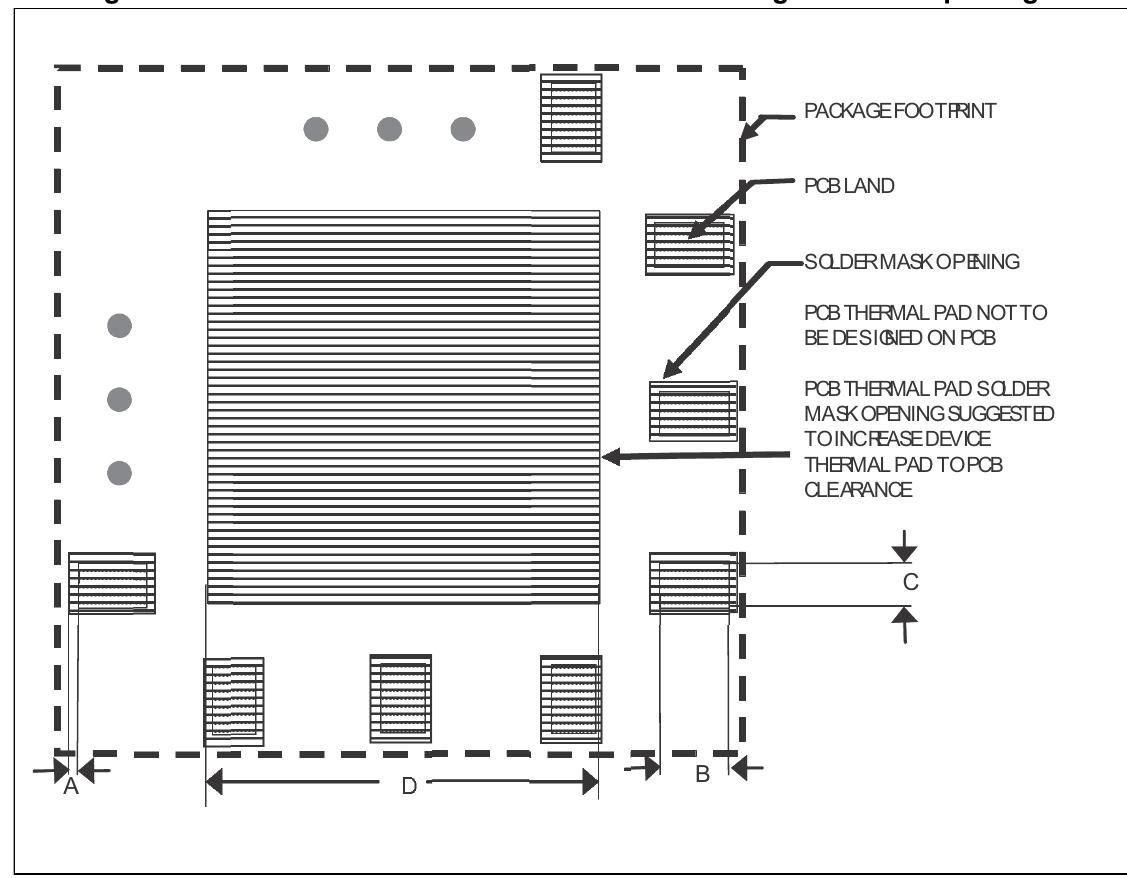 PACKAGE FOOTPRINT
PCB LAND
SOLDER MASK OPENING
PCB THERMAL PAD NOT TO
BE DESIGNED ON PCB
PCB THERMAL PAD SOLDER
MASK OPENING SUGGESTED
TO INCREASE DEVICE
THERMAL PAD TO PCB
CLEARANCE
C
A
D
B